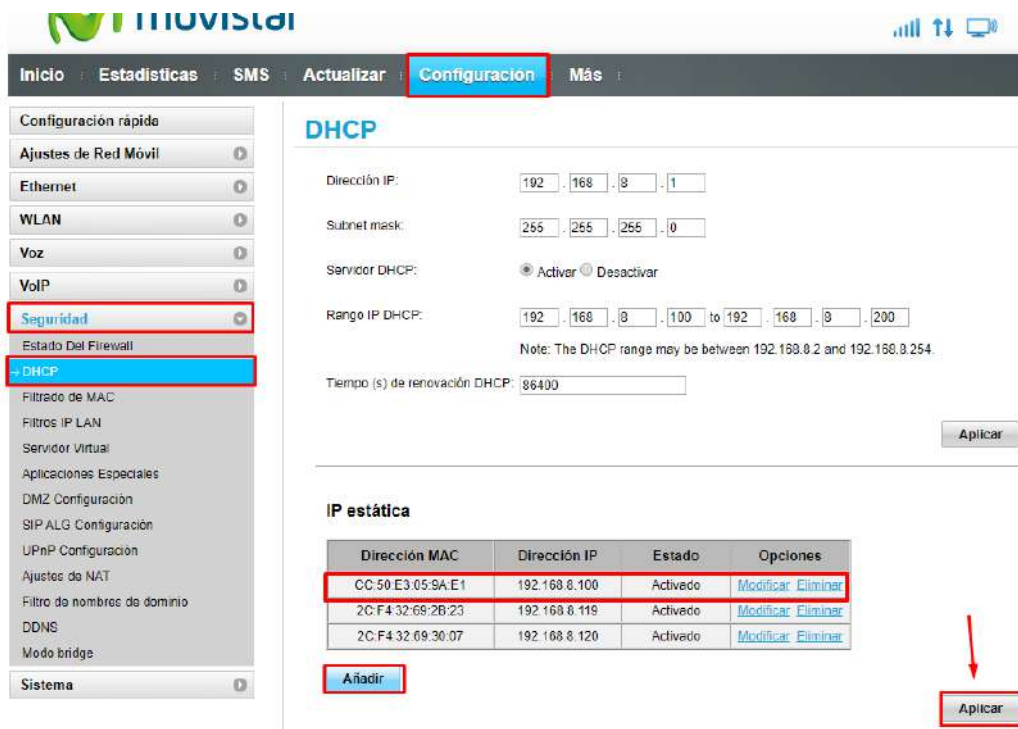 movistar
Inicio Estadísticas SMS Actualizar Configuración Más
Configuración rápida
Ajustes de Red Móvil
Ethernet
WLAN
Voz
VoIP
Seguridad
Estado Del Firewall
→ DHCP
Filtrado de MAC
Filtros IP LAN
Servidor Virtual
Aplicaciones Especiales
DMZ Configuración
SIP ALG Configuración
UPnP Configuración
Ajustes de NAT
Filtro de nombres de dominio
DDNS
Modo bridge
Sistema
DHCP
Dirección IP: 192 . 168 . 8 . 1
Subnet mask: 255 . 255 . 255 . 0
Servidor DHCP: Activar Desactivar
Rango IP DHCP: 192 . 168 . 8 . 100 to 192 . 168 . 8 . 200
Note: The DHCP range may be between 192.168.8.2 and 192.168.8.254.
Tiempo (s) de renovación DHCP: 86400
Aplicar
IP estática
Dirección MAC Dirección IP Estado Opciones
CC:50:E3:05:9A:E1 192.168.8.100 Activado Modificar Eliminar
2C:F4:32:69:2B:23 192.168.8.119 Activado Modificar Eliminar
2C:F4:32:69:30:07 192.168.8.120 Activado Modificar Eliminar
Añadir
Aplicar